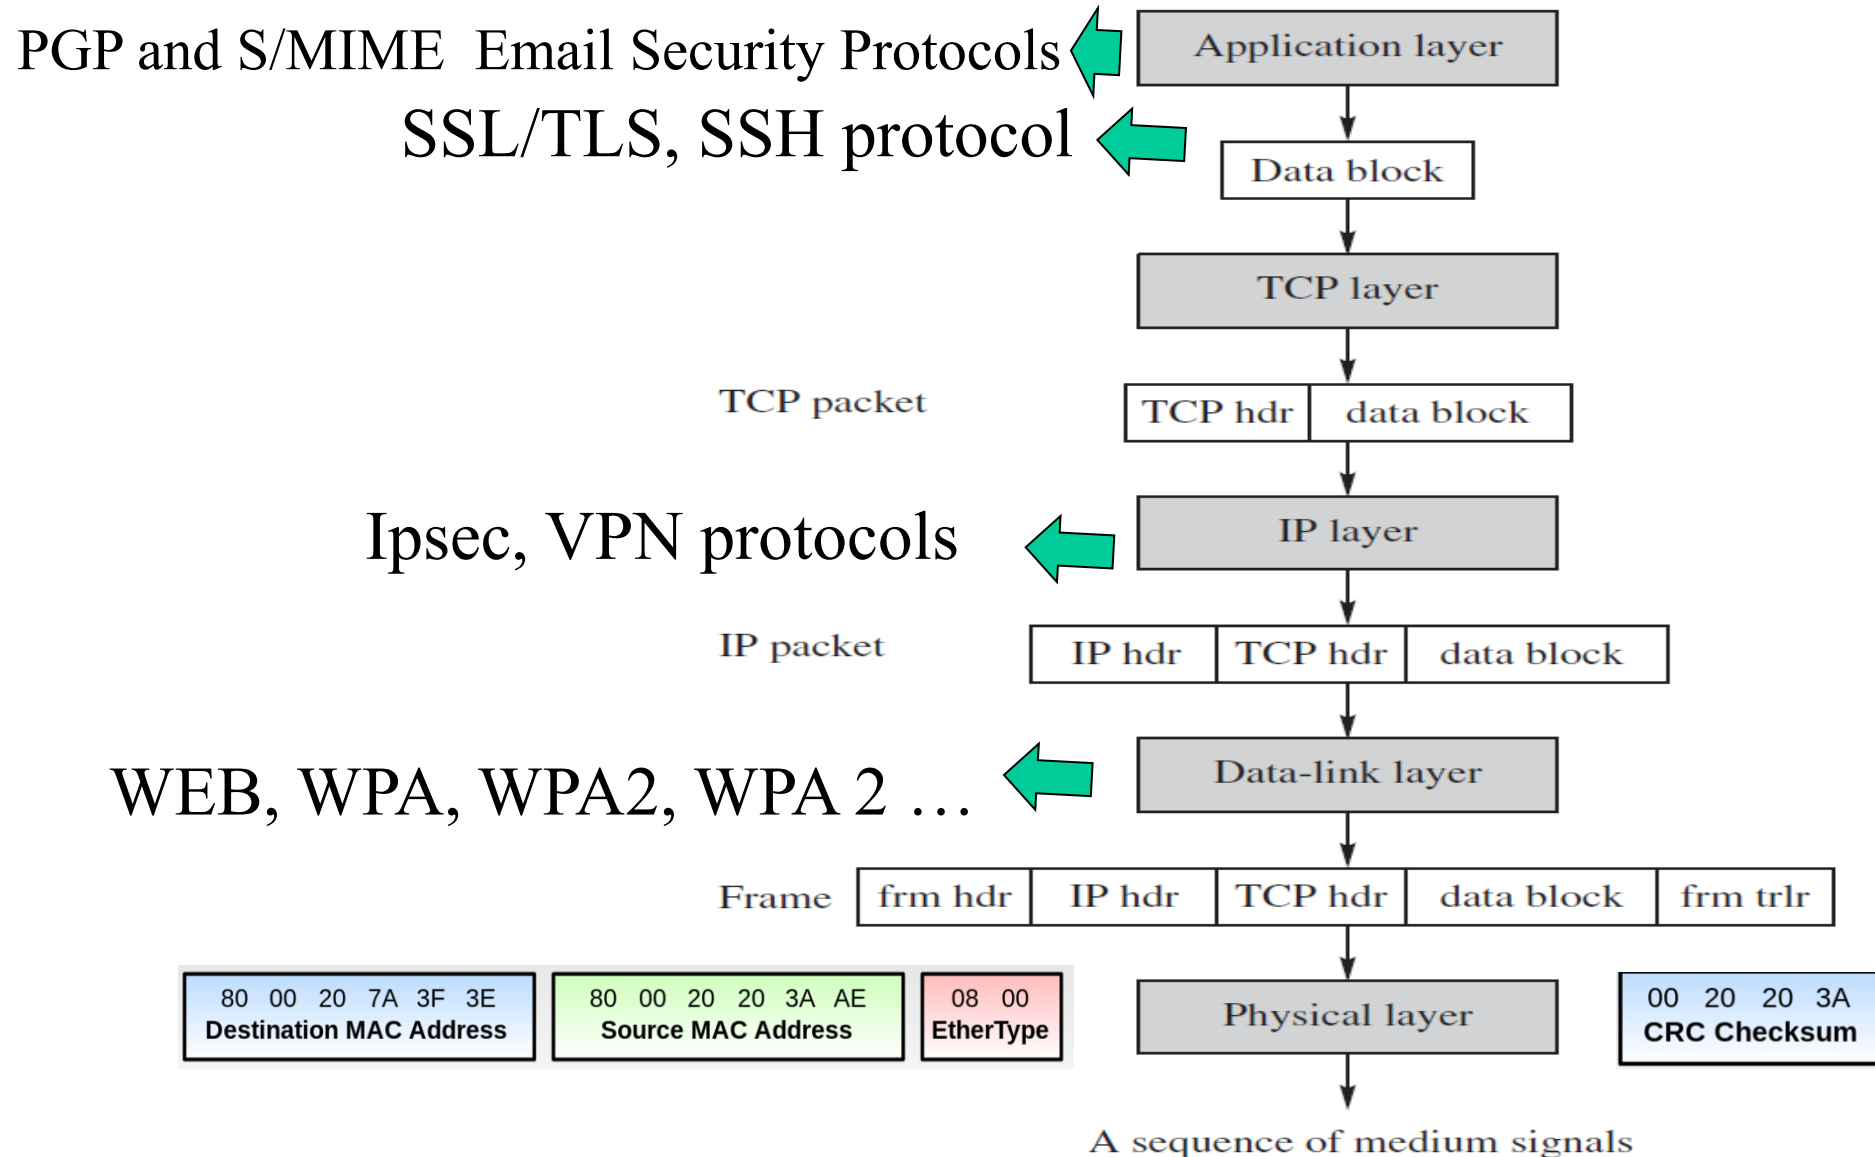 PGP and S/MIME  Email Security Protocols
Application layer
SSL/TLS, SSH protocol
Data block
TCP layer
TCP packet
TCP hdr
data block
Ipsec, VPN protocols
IP layer
IP packet
IP hdr
TCP hdr
data block
WEB, WPA, WPA2, WPA 2 …
Data-link layer
Frame
frm hdr
IP hdr
TCP hdr
data block
frm trlr
80 00 20 7A 3F 3E
Destination MAC Address
80 00 20 20 3A AE
Source MAC Address
08 00
EtherType
Physical layer
00 20 20 3A
CRC Checksum
A sequence of medium signals